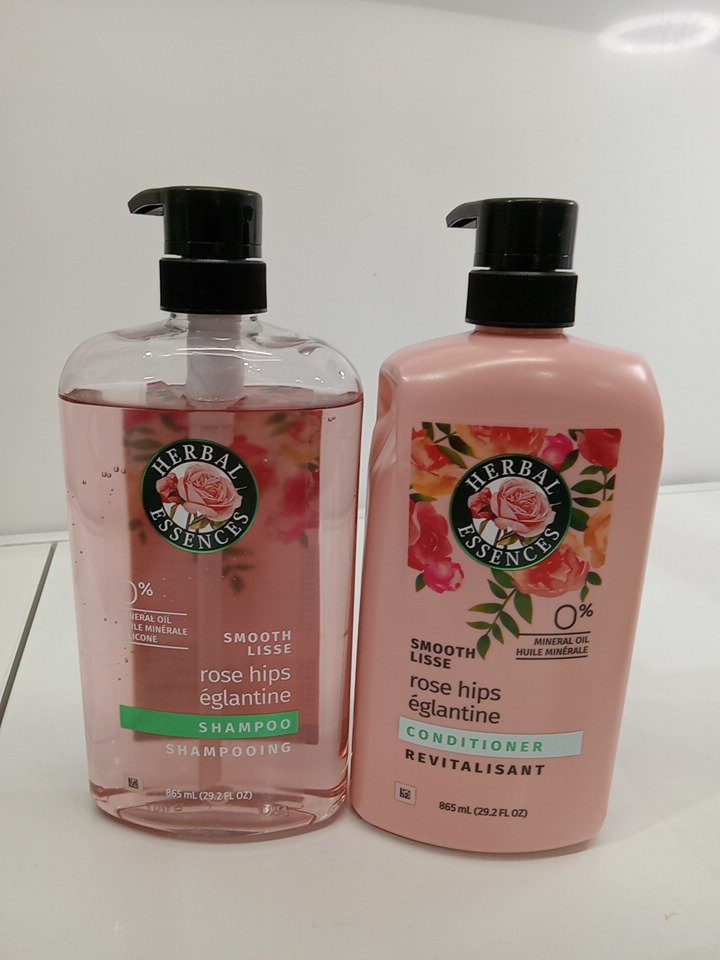 HERBAL
ESSENCES
0%
MINERAL OIL
HUILE MINÉRALE
SMOOTH
LISSE
rose hips
églantine
SHAMPOO
SHAMPOOING
865 mL (29.2 FL OZ)
HERBAL
ESSENCES
0%
MINERAL OIL
HUILE MINÉRALE
SMOOTH
LISSE
rose hips
églantine
CONDITIONER
REVITALISANT
865 mL (29.2 FL OZ)